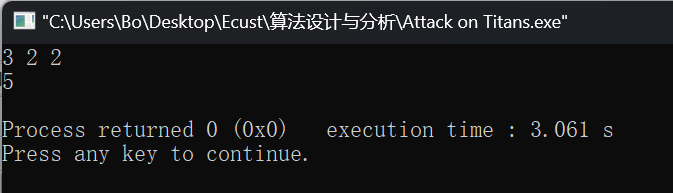 "C:\Users\Bo\Desktop\Ecust\算法设计与分析\Attack on Titans.exe"
3 2 2
5
Process returned 0 (0x0)   execution time : 3.061 s
Press any key to continue.